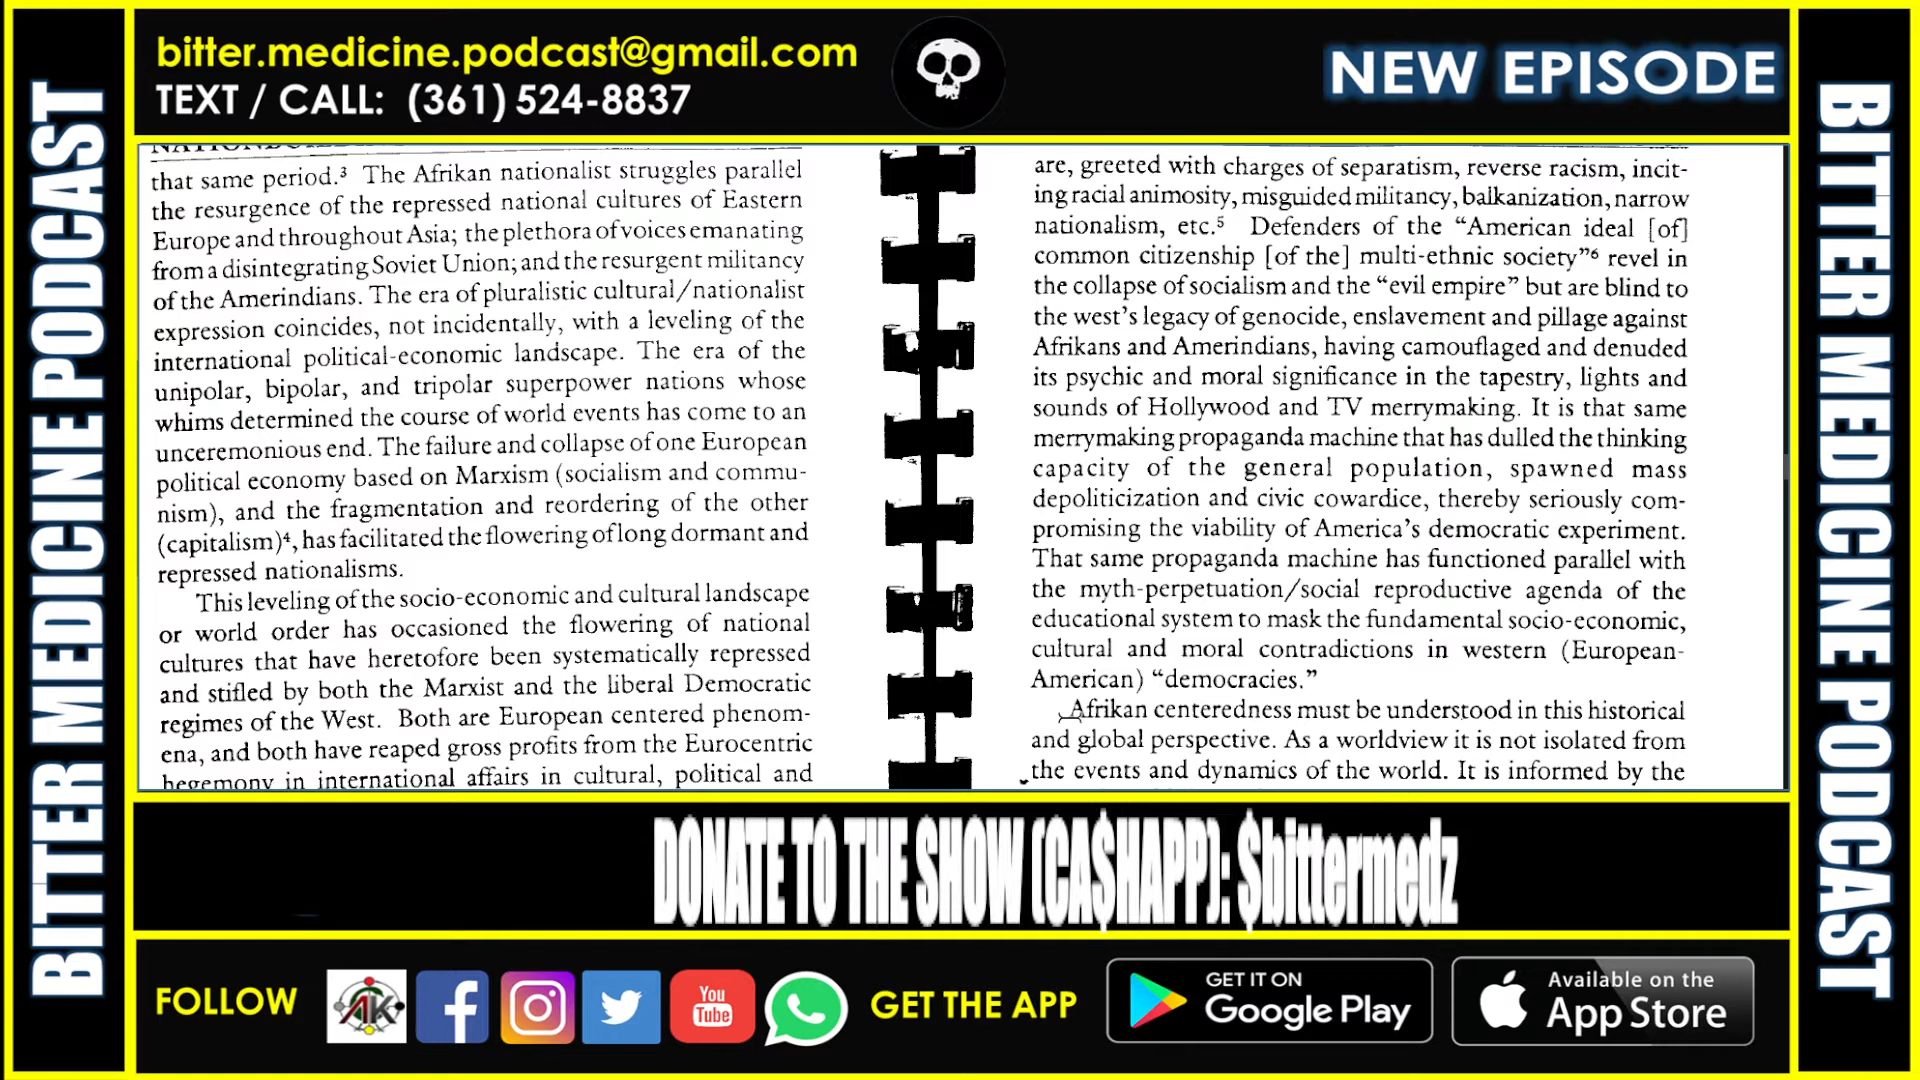 BITTER MEDICINE PODCAST
bitter.medicine.podcast@gmail.com
TEXT / CALL: (361) 524-8837
NEW EPISODE
that same period.³ The Afrikan nationalist struggles parallel
the resurgence of the repressed national cultures of Eastern
Europe and throughout Asia; the plethora of voices emanating
from a disintegrating Soviet Union; and the resurgent militancy
of the Amerindians. The era of pluralistic cultural/nationalist
expression coincides, not incidentally, with a leveling of the
international political-economic landscape. The era of the
unipolar, bipolar, and tripolar superpower nations whose
whims determined the course of world events has come to an
unceremonious end. The failure and collapse of one European
political economy based on Marxism (socialism and commu-
nism), and the fragmentation and reordering of the other
(capitalism)⁴, has facilitated the flowering of long dormant and
repressed nationalisms.
This leveling of the socio-economic and cultural landscape
or world order has occasioned the flowering of national
cultures that have heretofore been systematically repressed
and stifled by both the Marxist and the liberal Democratic
regimes of the West. Both are European centered phenom-
ena, and both have reaped gross profits from the Eurocentric
hegemony in international affairs in cultural, political and
are, greeted with charges of separatism, reverse racism, incit-
ing racial animosity, misguided militancy, balkanization, narrow
nationalism, etc.⁵ Defenders of the “American ideal [of]
common citizenship [of the] multi-ethnic society”⁶ revel in
the collapse of socialism and the “evil empire” but are blind to
the west’s legacy of genocide, enslavement and pillage against
Afrikans and Amerindians, having camouflaged and denuded
its psychic and moral significance in the tapestry, lights and
sounds of Hollywood and TV merrymaking. It is that same
merrymaking propaganda machine that has dulled the thinking
capacity of the general population, spawned mass
depoliticization and civic cowardice, thereby seriously com-
promising the viability of America’s democratic experiment.
That same propaganda machine has functioned parallel with
the myth-perpetuation/social reproductive agenda of the
educational system to mask the fundamental socio-economic,
cultural and moral contradictions in western (European-
American) “democracies.”
Afrikan centeredness must be understood in this historical
and global perspective. As a worldview it is not isolated from
the events and dynamics of the world. It is informed by the
BITTER MEDICINE PODCAST
DONATE TO THE SHOW (CA$HAPP): $bittermedz
FOLLOW
AK
You
Tube
GET THE APP
GET IT ON
Google Play
Available on the
App Store